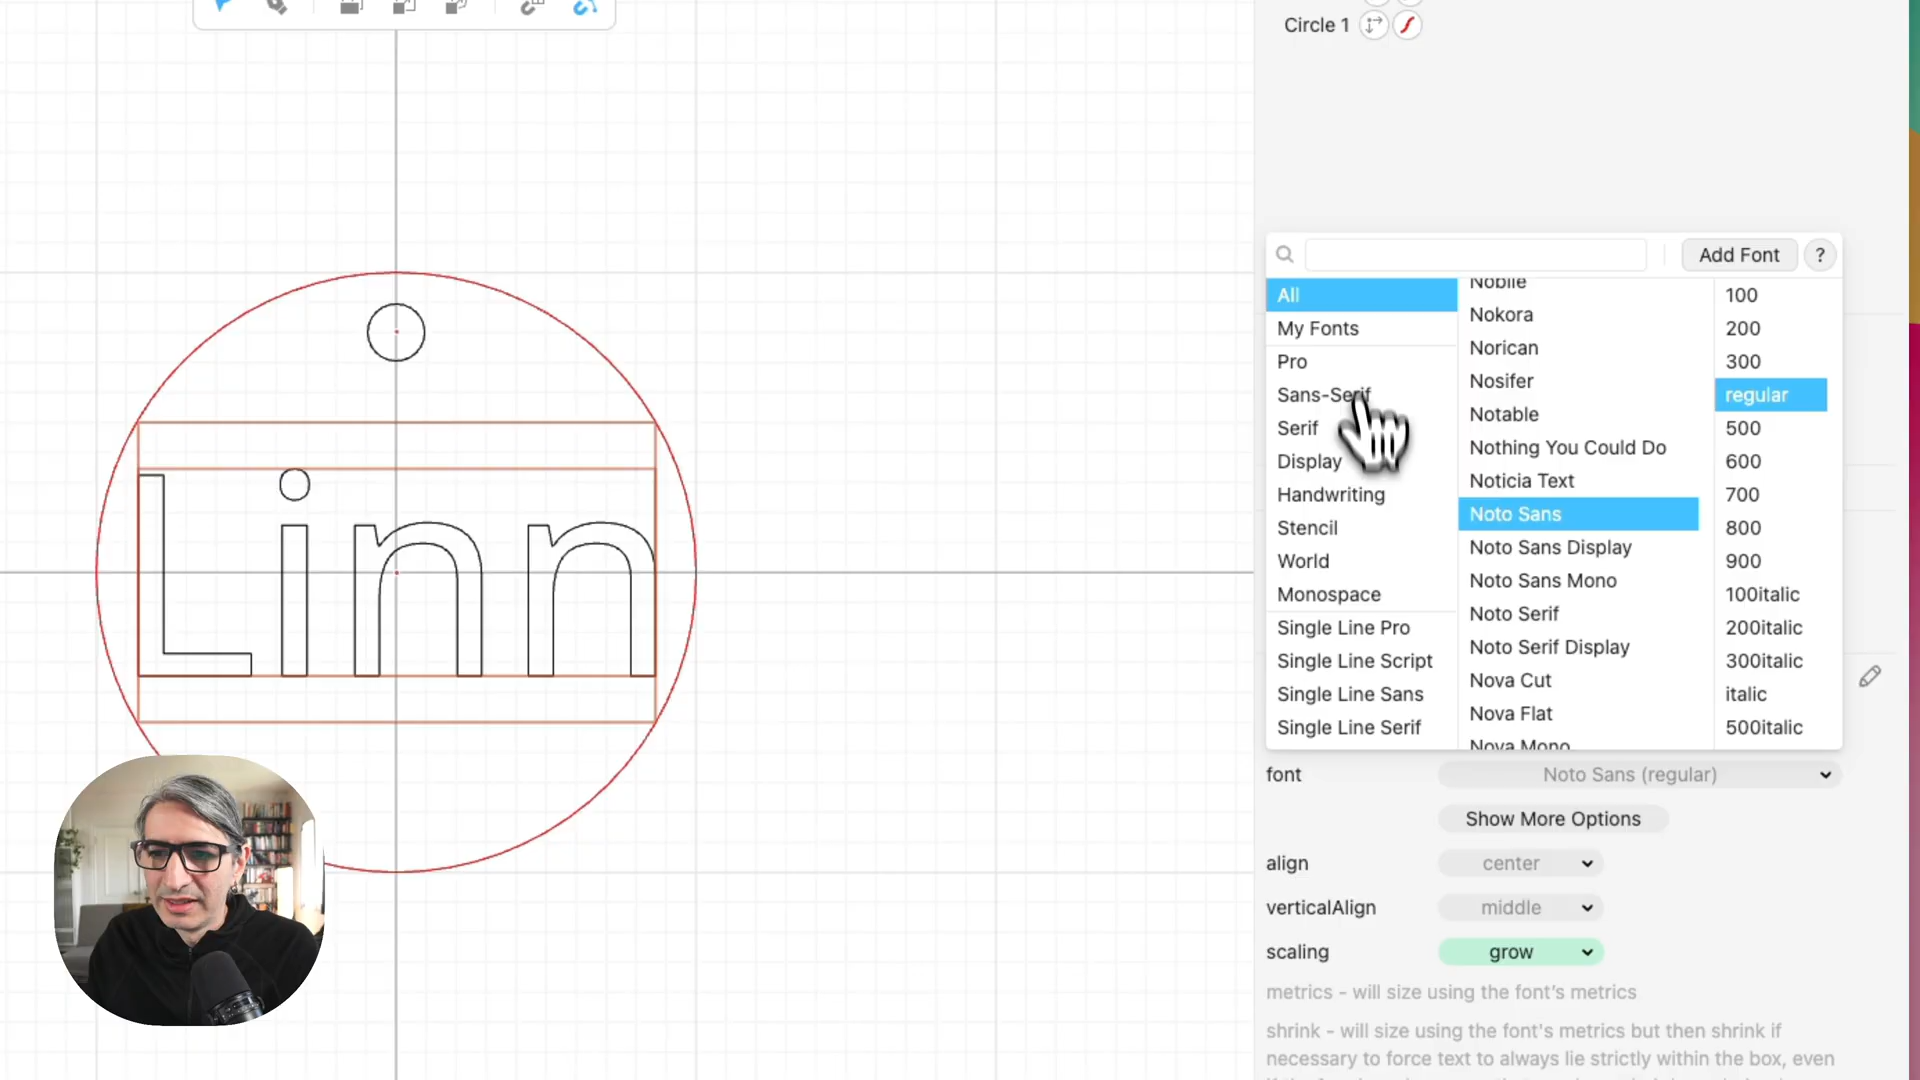 Circle 1
Add Font
?
All
My Fonts
Pro
Sans-Serif
Serif
Display
Handwriting
Stencil
World
Monospace
Single Line Pro
Single Line Script
Single Line Sans
Single Line Serif
Nobile
Nokora
Norican
Nosifer
Notable
Nothing You Could Do
Noticia Text
Noto Sans
Noto Sans Display
Noto Sans Mono
Noto Serif
Noto Serif Display
Nova Cut
Nova Flat
Nova Mono
100
200
300
regular
500
600
700
800
900
100italic
200italic
300italic
italic
500italic
Linn
font Noto Sans (regular)
Show More Options
align center
verticalAlign middle
scaling grow
metrics - will size using the font's metrics
shrink - will size using the font's metrics but then shrink if
necessary to force text to always lie strictly within the box, even